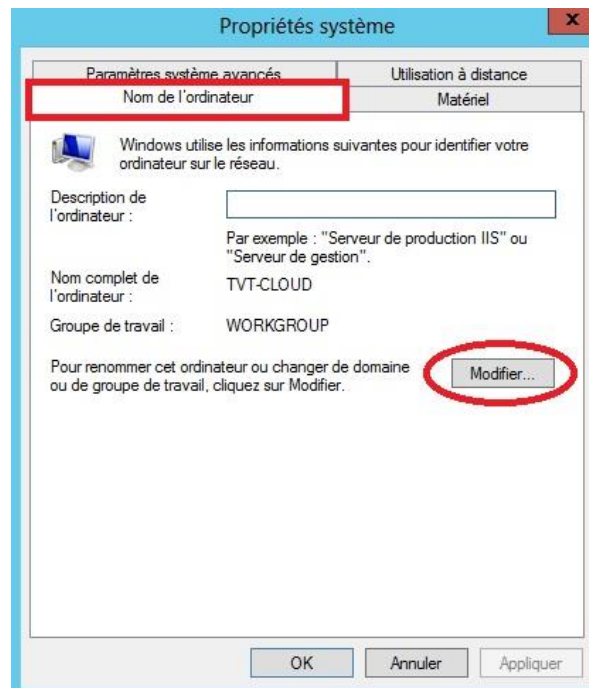 Propriétés système
x
Paramètres système avancés
Utilisation à distance
Nom de l'ordinateur
Matériel
Windows utilise les informations suivantes pour identifier votre
ordinateur sur le réseau.
Description de
l'ordinateur :
Par exemple : "Serveur de production IIS" ou
"Serveur de gestion".
Nom complet de
l'ordinateur :
TVT-CLOUD
Groupe de travail :
WORKGROUP
Pour renommer cet ordinateur ou changer de domaine
ou de groupe de travail, cliquez sur Modifier.
Modifier...
OK
Annuler
Appliquer